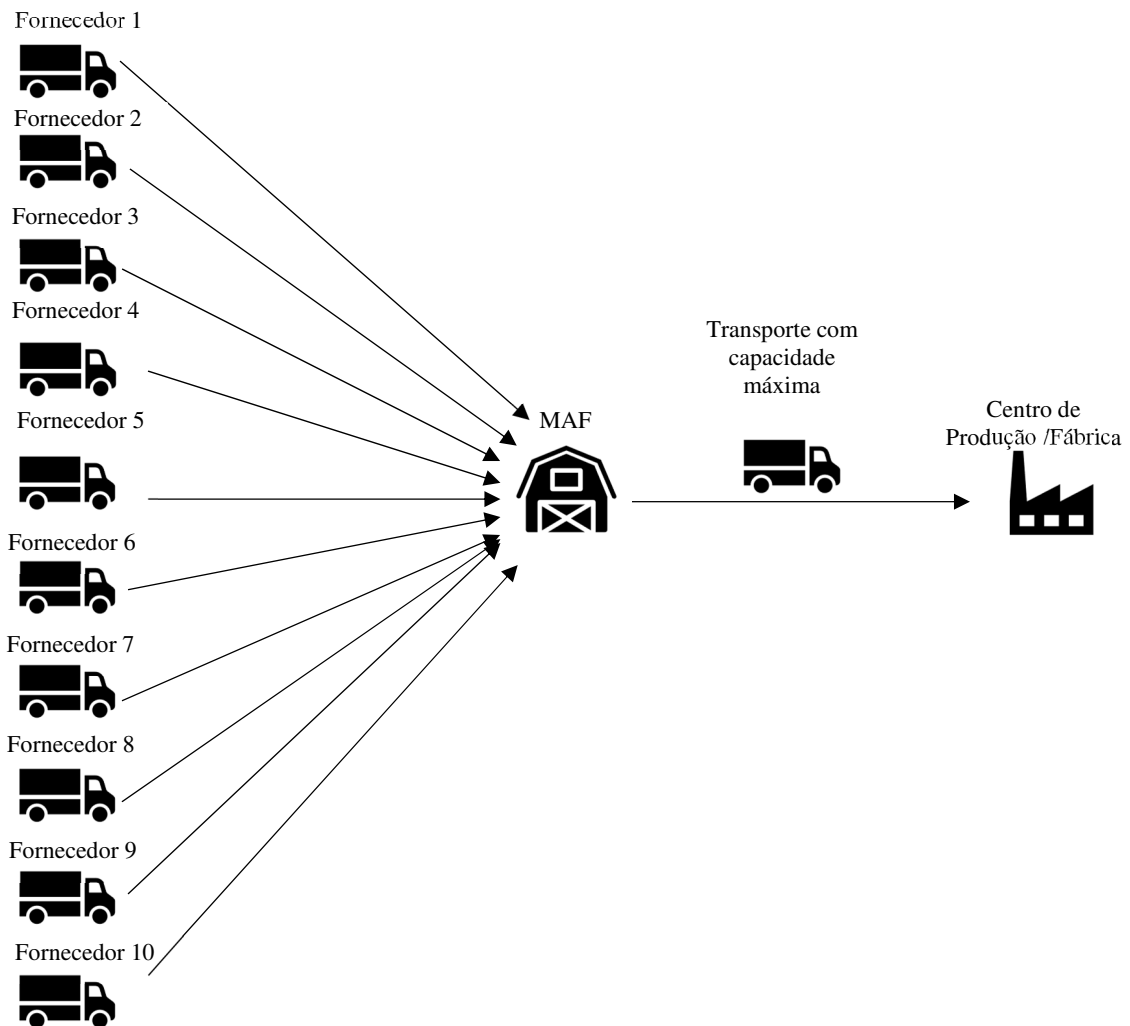 Fornecedor 1
Fornecedor 2
Fornecedor 3
Fornecedor 4
Fornecedor 5
Fornecedor 6
Fornecedor 7
Fornecedor 8
Fornecedor 9
Fornecedor 10
MAF
Transporte com
capacidade
máxima
Centro de
Produção /Fábrica